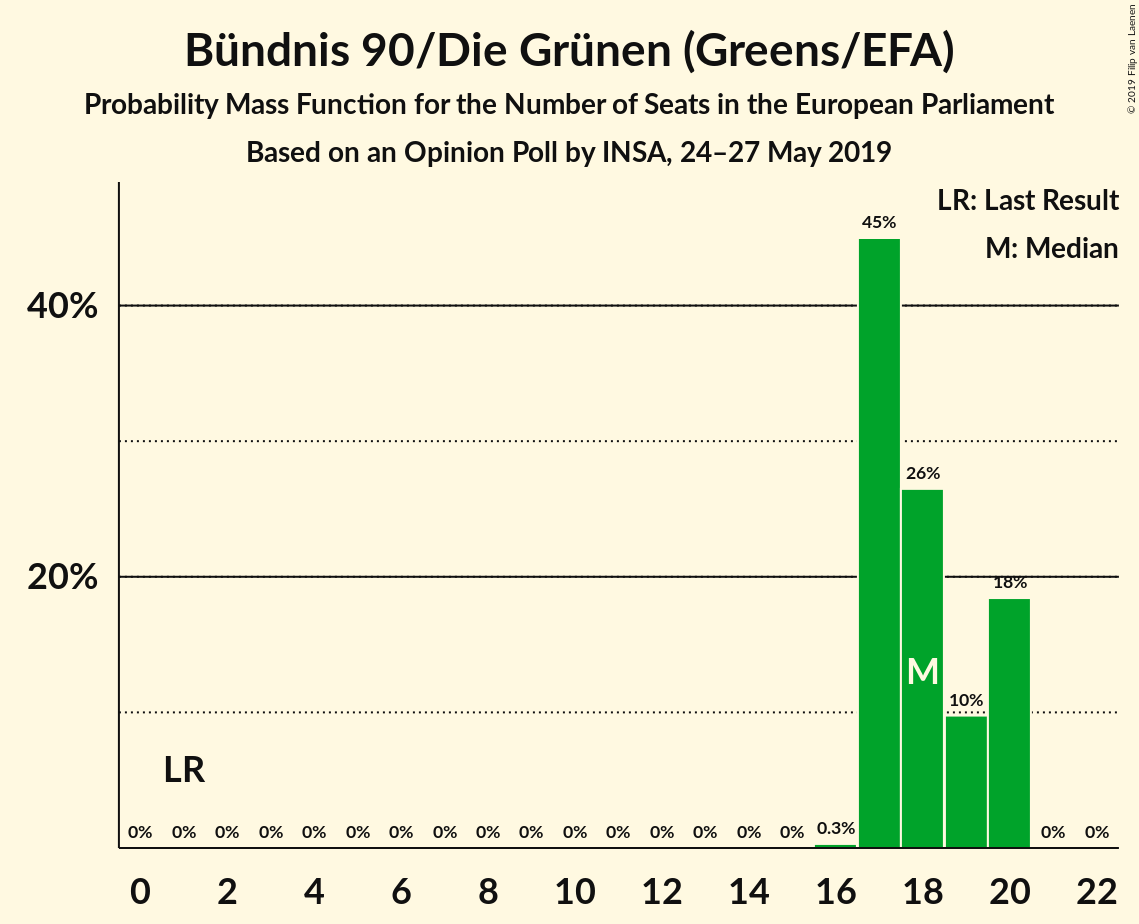 Bündnis 90/Die Grünen (Greens/EFA)
Probability Mass Function for the Number of Seats in the European Parliament
Based on an Opinion Poll by INSA, 24–27 May 2019
© 2019 Filip van Laenen
LR: Last Result
M: Median
45%
40%
26%
20%
18%
M
10%
LR
0% 0% 0% 0% 0% 0% 0% 0% 0% 0% 0% 0% 0% 0% 0% 0% 0.3% 0% 0%
0 2 4 6 8 10 12 14 16 18 20 22